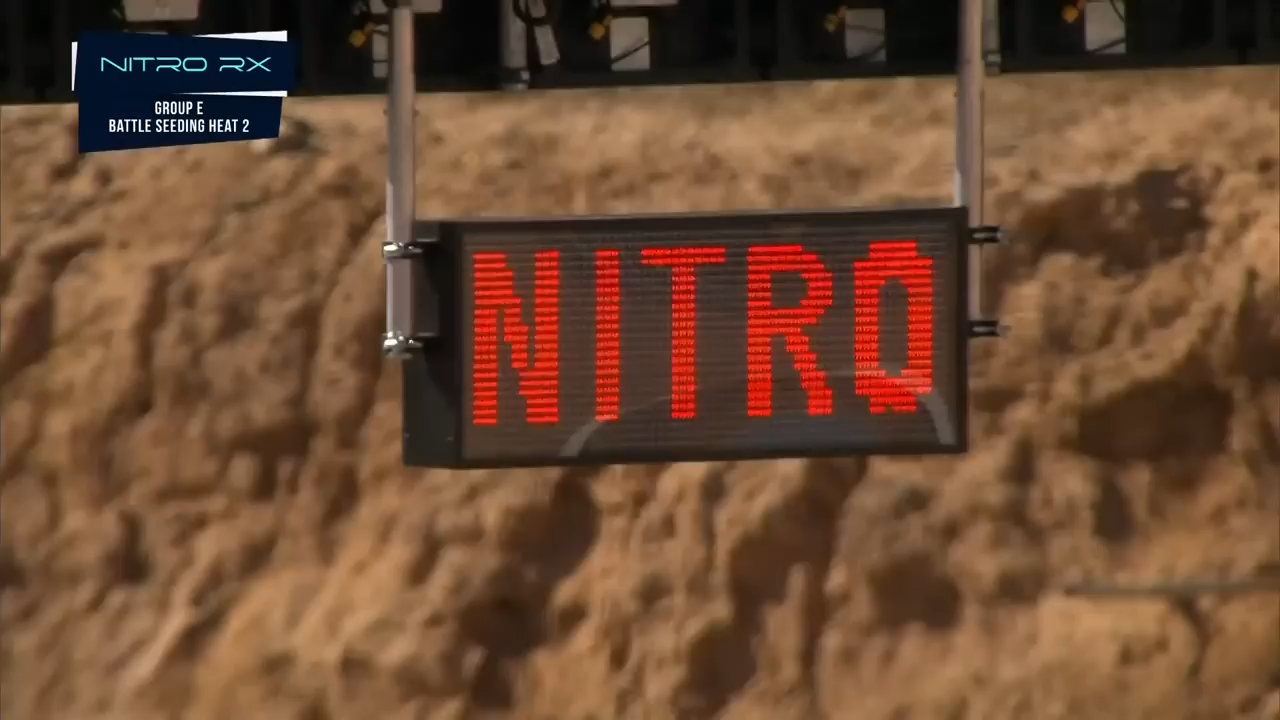 NITRO RX
GROUP E
BATTLE SEEDING HEAT 2
NITRO